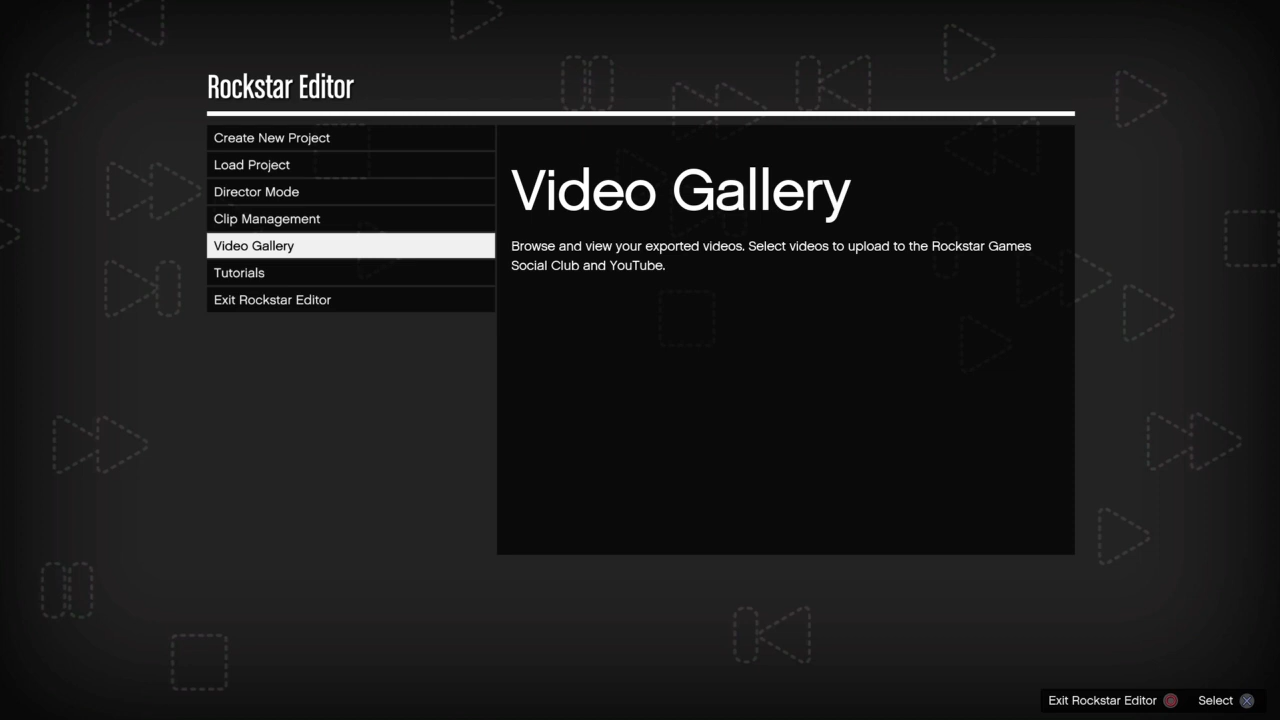 Rockstar Editor
Create New Project
Load Project
Director Mode
Clip Management
Video Gallery
Tutorials
Exit Rockstar Editor
Video Gallery
Browse and view your exported videos. Select videos to upload to the Rockstar Games
Social Club and YouTube.
Exit Rockstar Editor
Select